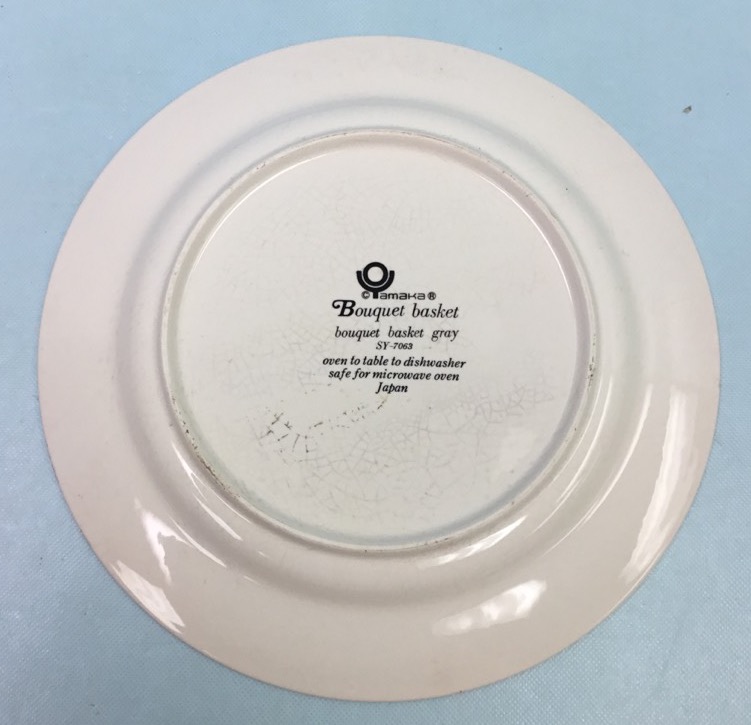 ©Yamaka®
Bouquet basket
bouquet basket gray
SY-7063
oven to table to dishwasher
safe for microwave oven
Japan